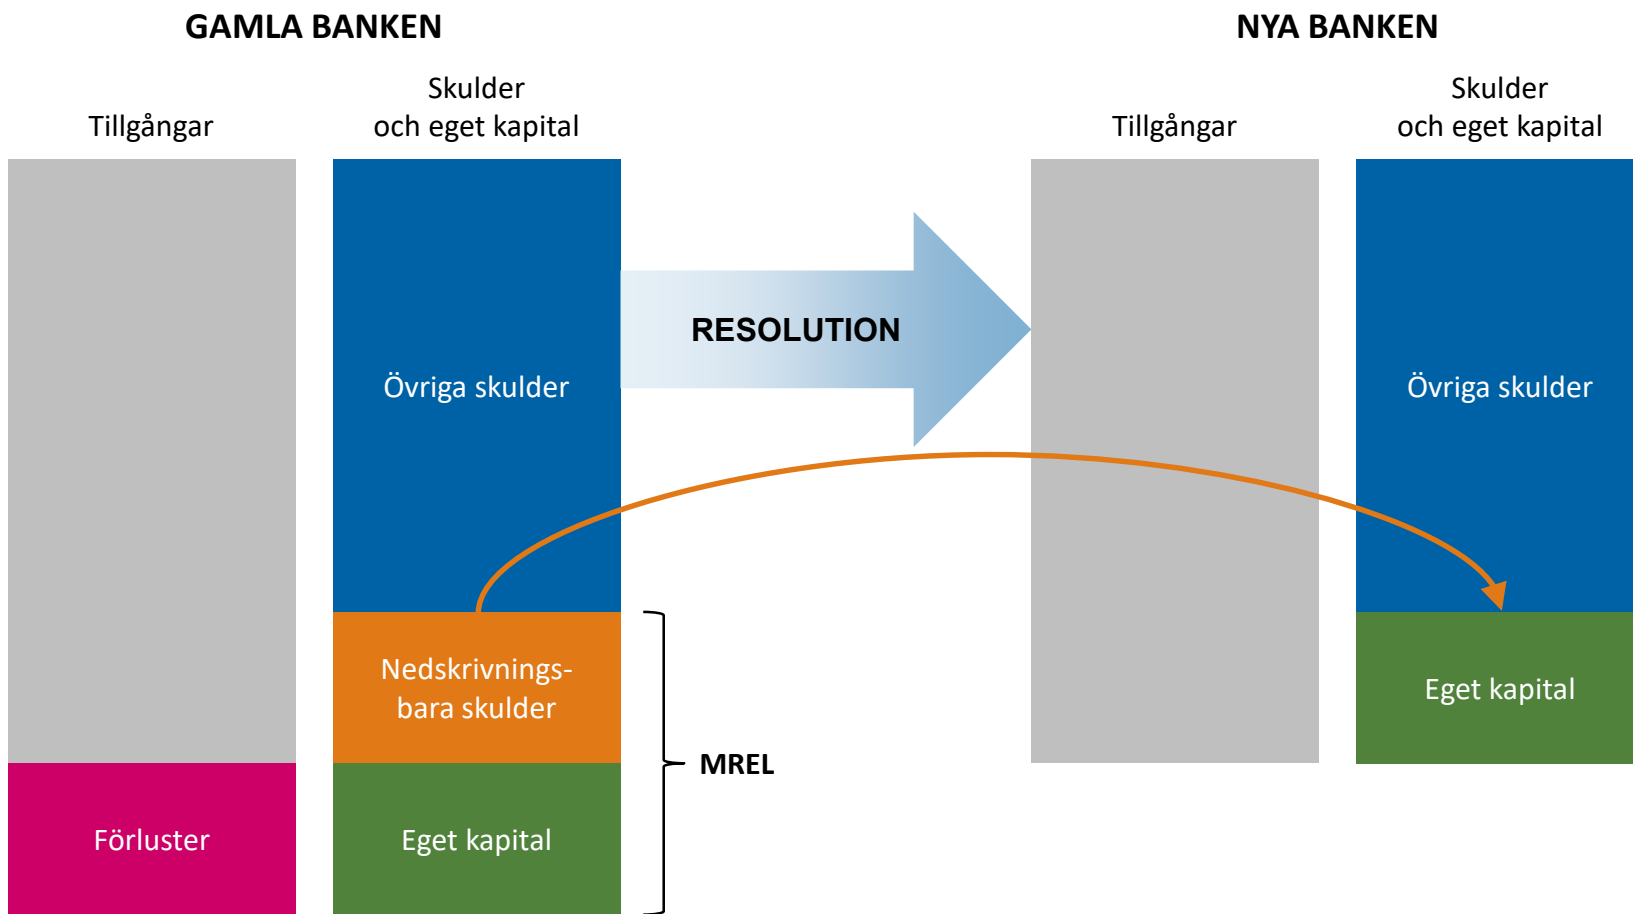 GAMLA BANKEN
NYA BANKEN
Tillgångar
Skulder
och eget kapital
Tillgångar
Skulder
och eget kapital
RESOLUTION
Övriga skulder
Övriga skulder
Nedskrivnings-
bara skulder
Eget kapital
MREL
Förluster
Eget kapital